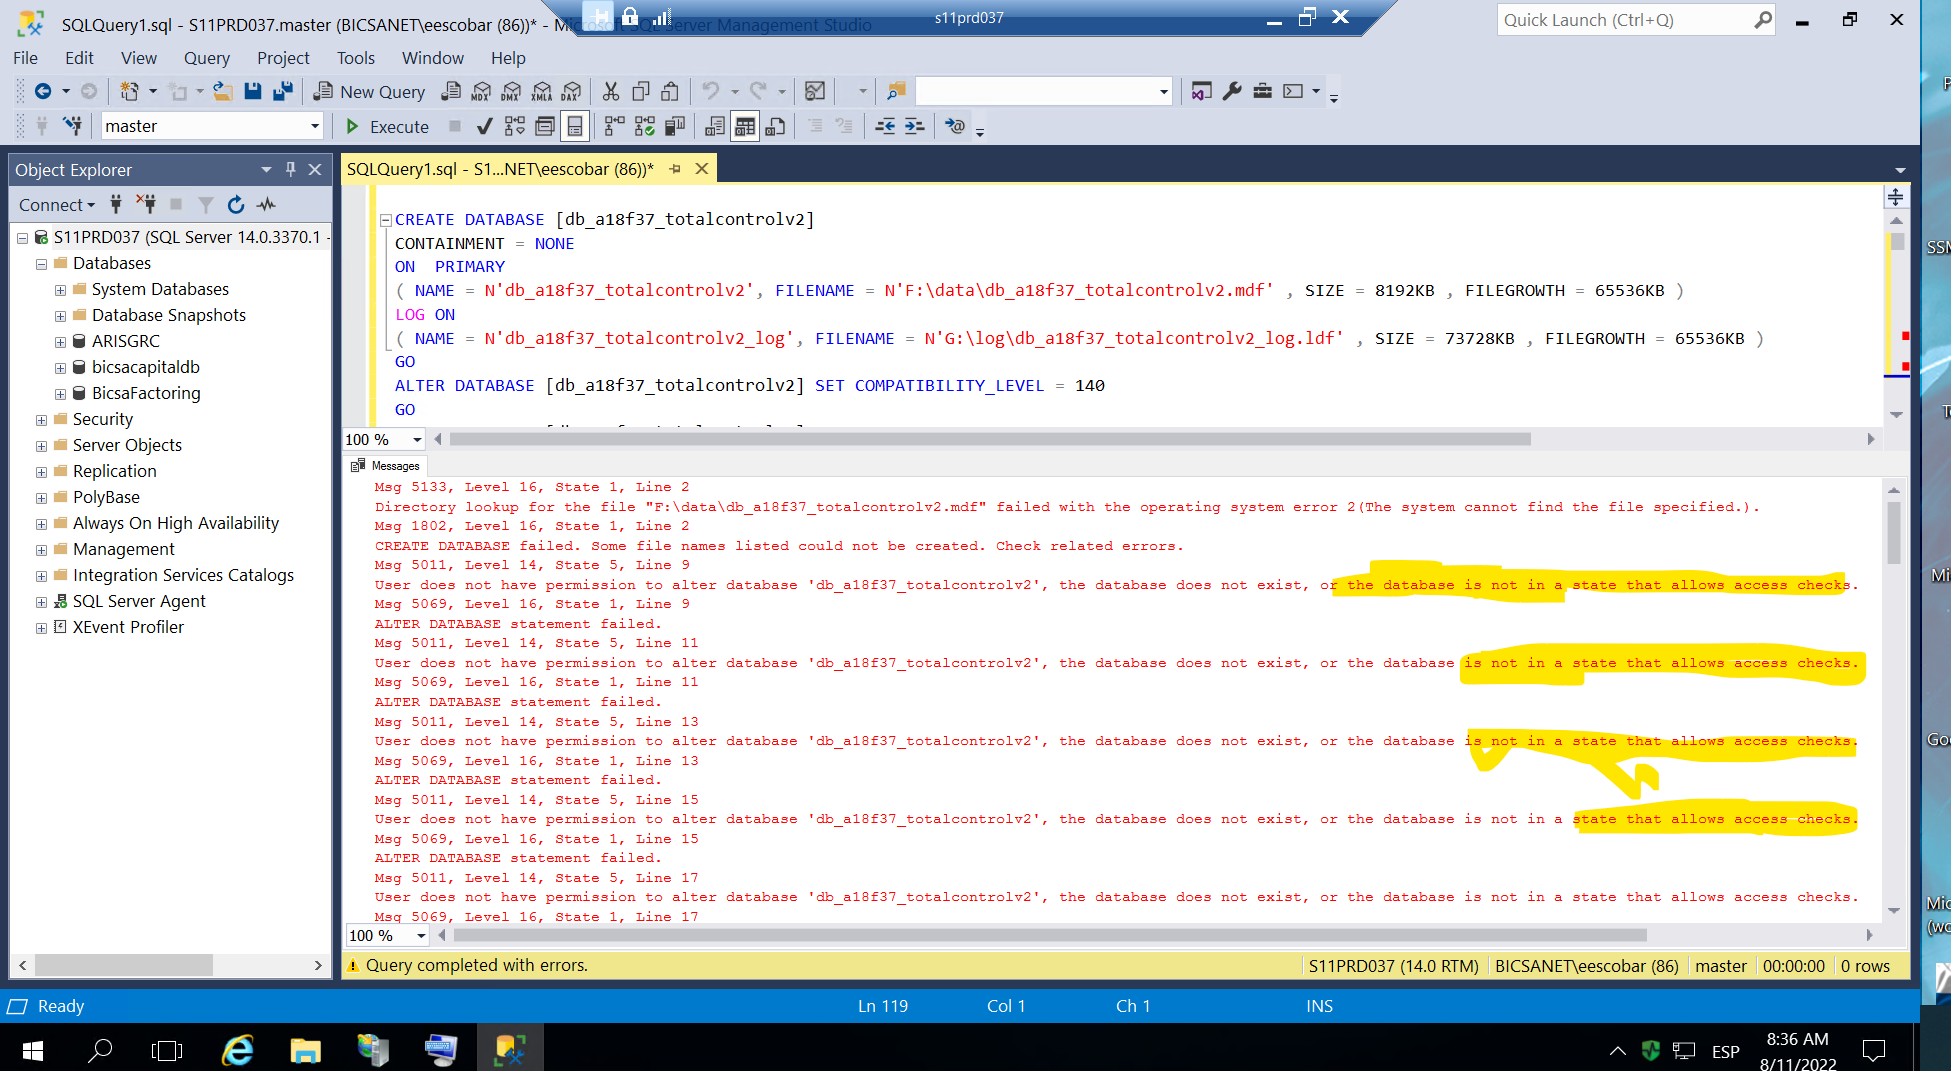 SQLQuery1.sql - S11PRD037.master (BICSANET\eescobar (86))* - Microsoft SQL Server Management Studio
s11prd037
Quick Launch (Ctrl+Q)
File Edit View Query Project Tools Window Help
New Query MDX DMX XMLA DAX
master Execute
Object Explorer
Connect
S11PRD037 (SQL Server 14.0.3370.1 -
Databases
System Databases
Database Snapshots
ARISGRC
bicsacapitaldb
BicsaFactoring
Security
Server Objects
Replication
PolyBase
Always On High Availability
Management
Integration Services Catalogs
SQL Server Agent
XEvent Profiler
SQLQuery1.sql - S1...NET\eescobar (86))*
CREATE DATABASE [db_a18f37_totalcontrolv2]
CONTAINMENT = NONE
ON PRIMARY
( NAME = N'db_a18f37_totalcontrolv2', FILENAME = N'F:\data\db_a18f37_totalcontrolv2.mdf' , SIZE = 8192KB , FILEGROWTH = 65536KB )
LOG ON
( NAME = N'db_a18f37_totalcontrolv2_log', FILENAME = N'G:\log\db_a18f37_totalcontrolv2_log.ldf' , SIZE = 73728KB , FILEGROWTH = 65536KB )
GO
ALTER DATABASE [db_a18f37_totalcontrolv2] SET COMPATIBILITY_LEVEL = 140
GO
100 %
Messages
Msg 5133, Level 16, State 1, Line 2
Directory lookup for the file "F:\data\db_a18f37_totalcontrolv2.mdf" failed with the operating system error 2(The system cannot find the file specified.).
Msg 1802, Level 16, State 1, Line 2
CREATE DATABASE failed. Some file names listed could not be created. Check related errors.
Msg 5011, Level 14, State 5, Line 9
User does not have permission to alter database 'db_a18f37_totalcontrolv2', the database does not exist, or the database is not in a state that allows access checks.
Msg 5069, Level 16, State 1, Line 9
ALTER DATABASE statement failed.
Msg 5011, Level 14, State 5, Line 11
User does not have permission to alter database 'db_a18f37_totalcontrolv2', the database does not exist, or the database is not in a state that allows access checks.
Msg 5069, Level 16, State 1, Line 11
ALTER DATABASE statement failed.
Msg 5011, Level 14, State 5, Line 13
User does not have permission to alter database 'db_a18f37_totalcontrolv2', the database does not exist, or the database is not in a state that allows access checks.
Msg 5069, Level 16, State 1, Line 13
ALTER DATABASE statement failed.
Msg 5011, Level 14, State 5, Line 15
User does not have permission to alter database 'db_a18f37_totalcontrolv2', the database does not exist, or the database is not in a state that allows access checks.
Msg 5069, Level 16, State 1, Line 15
ALTER DATABASE statement failed.
Msg 5011, Level 14, State 5, Line 17
User does not have permission to alter database 'db_a18f37_totalcontrolv2', the database does not exist, or the database is not in a state that allows access checks.
Msg 5069, Level 16, State 1, Line 17
100 %
Query completed with errors.
S11PRD037 (14.0 RTM) BICSANET\eescobar (86) master 00:00:00 0 rows
Ready Ln 119 Col 1 Ch 1 INS
ESP
8:36 AM
8/11/2022
SSM
Mi
Goo
Mic
(wo